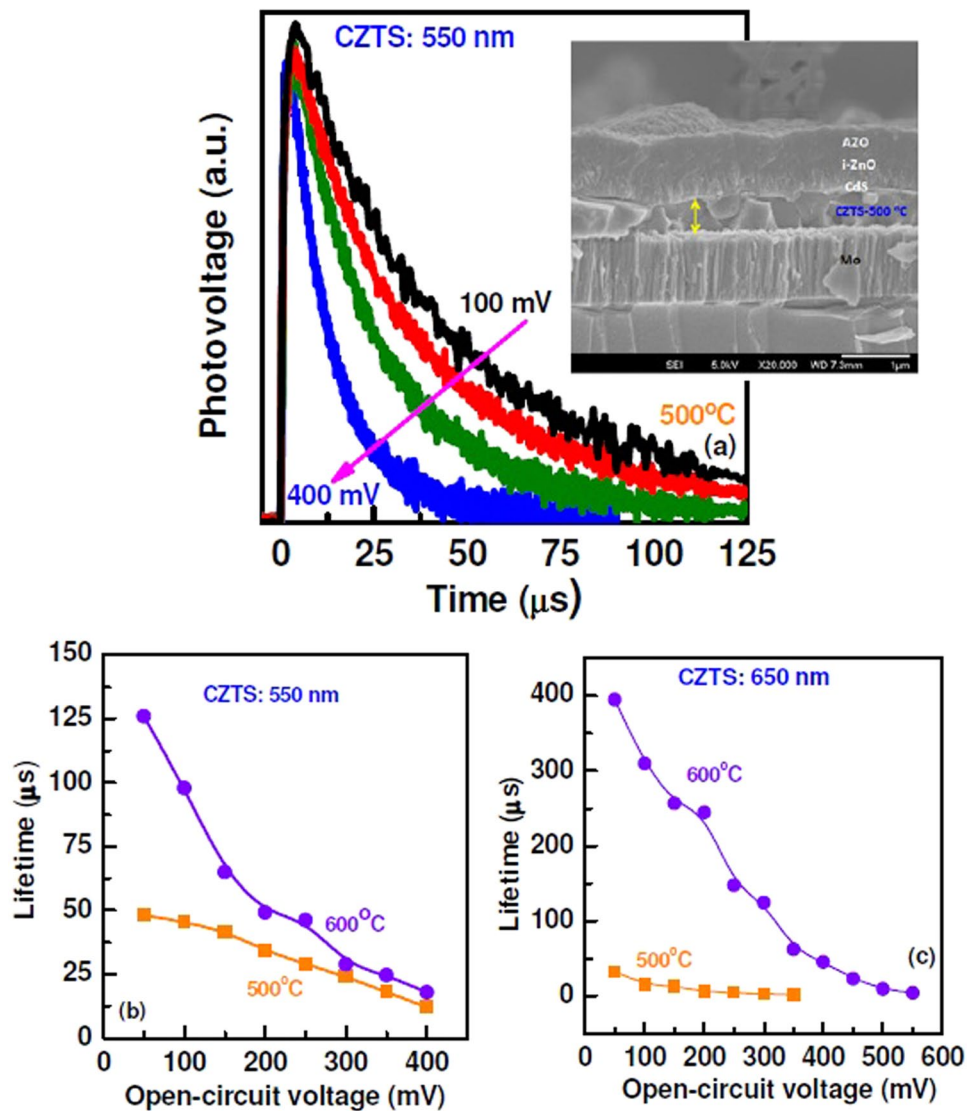 CZTS: 550 nm
Photovoltage (a.u.)
100 mV
400 mV
500°C
(a)
0 25 50 75 100 125
Time (μs)
AZO
i-ZnO
CdS
CZTS-500 °C
Mo
SEI 5.0kV X20,000 WD 7.3mm 1μm
150
125
100
75
50
25
0
Lifetime (μs)
CZTS: 550 nm
600°C
500°C
(b)
0 100 200 300 400
Open-circuit voltage (mV)
400
300
200
100
0
Lifetime (μs)
CZTS: 650 nm
600°C
500°C
(c)
0 100 200 300 400 500 600
Open-circuit voltage (mV)